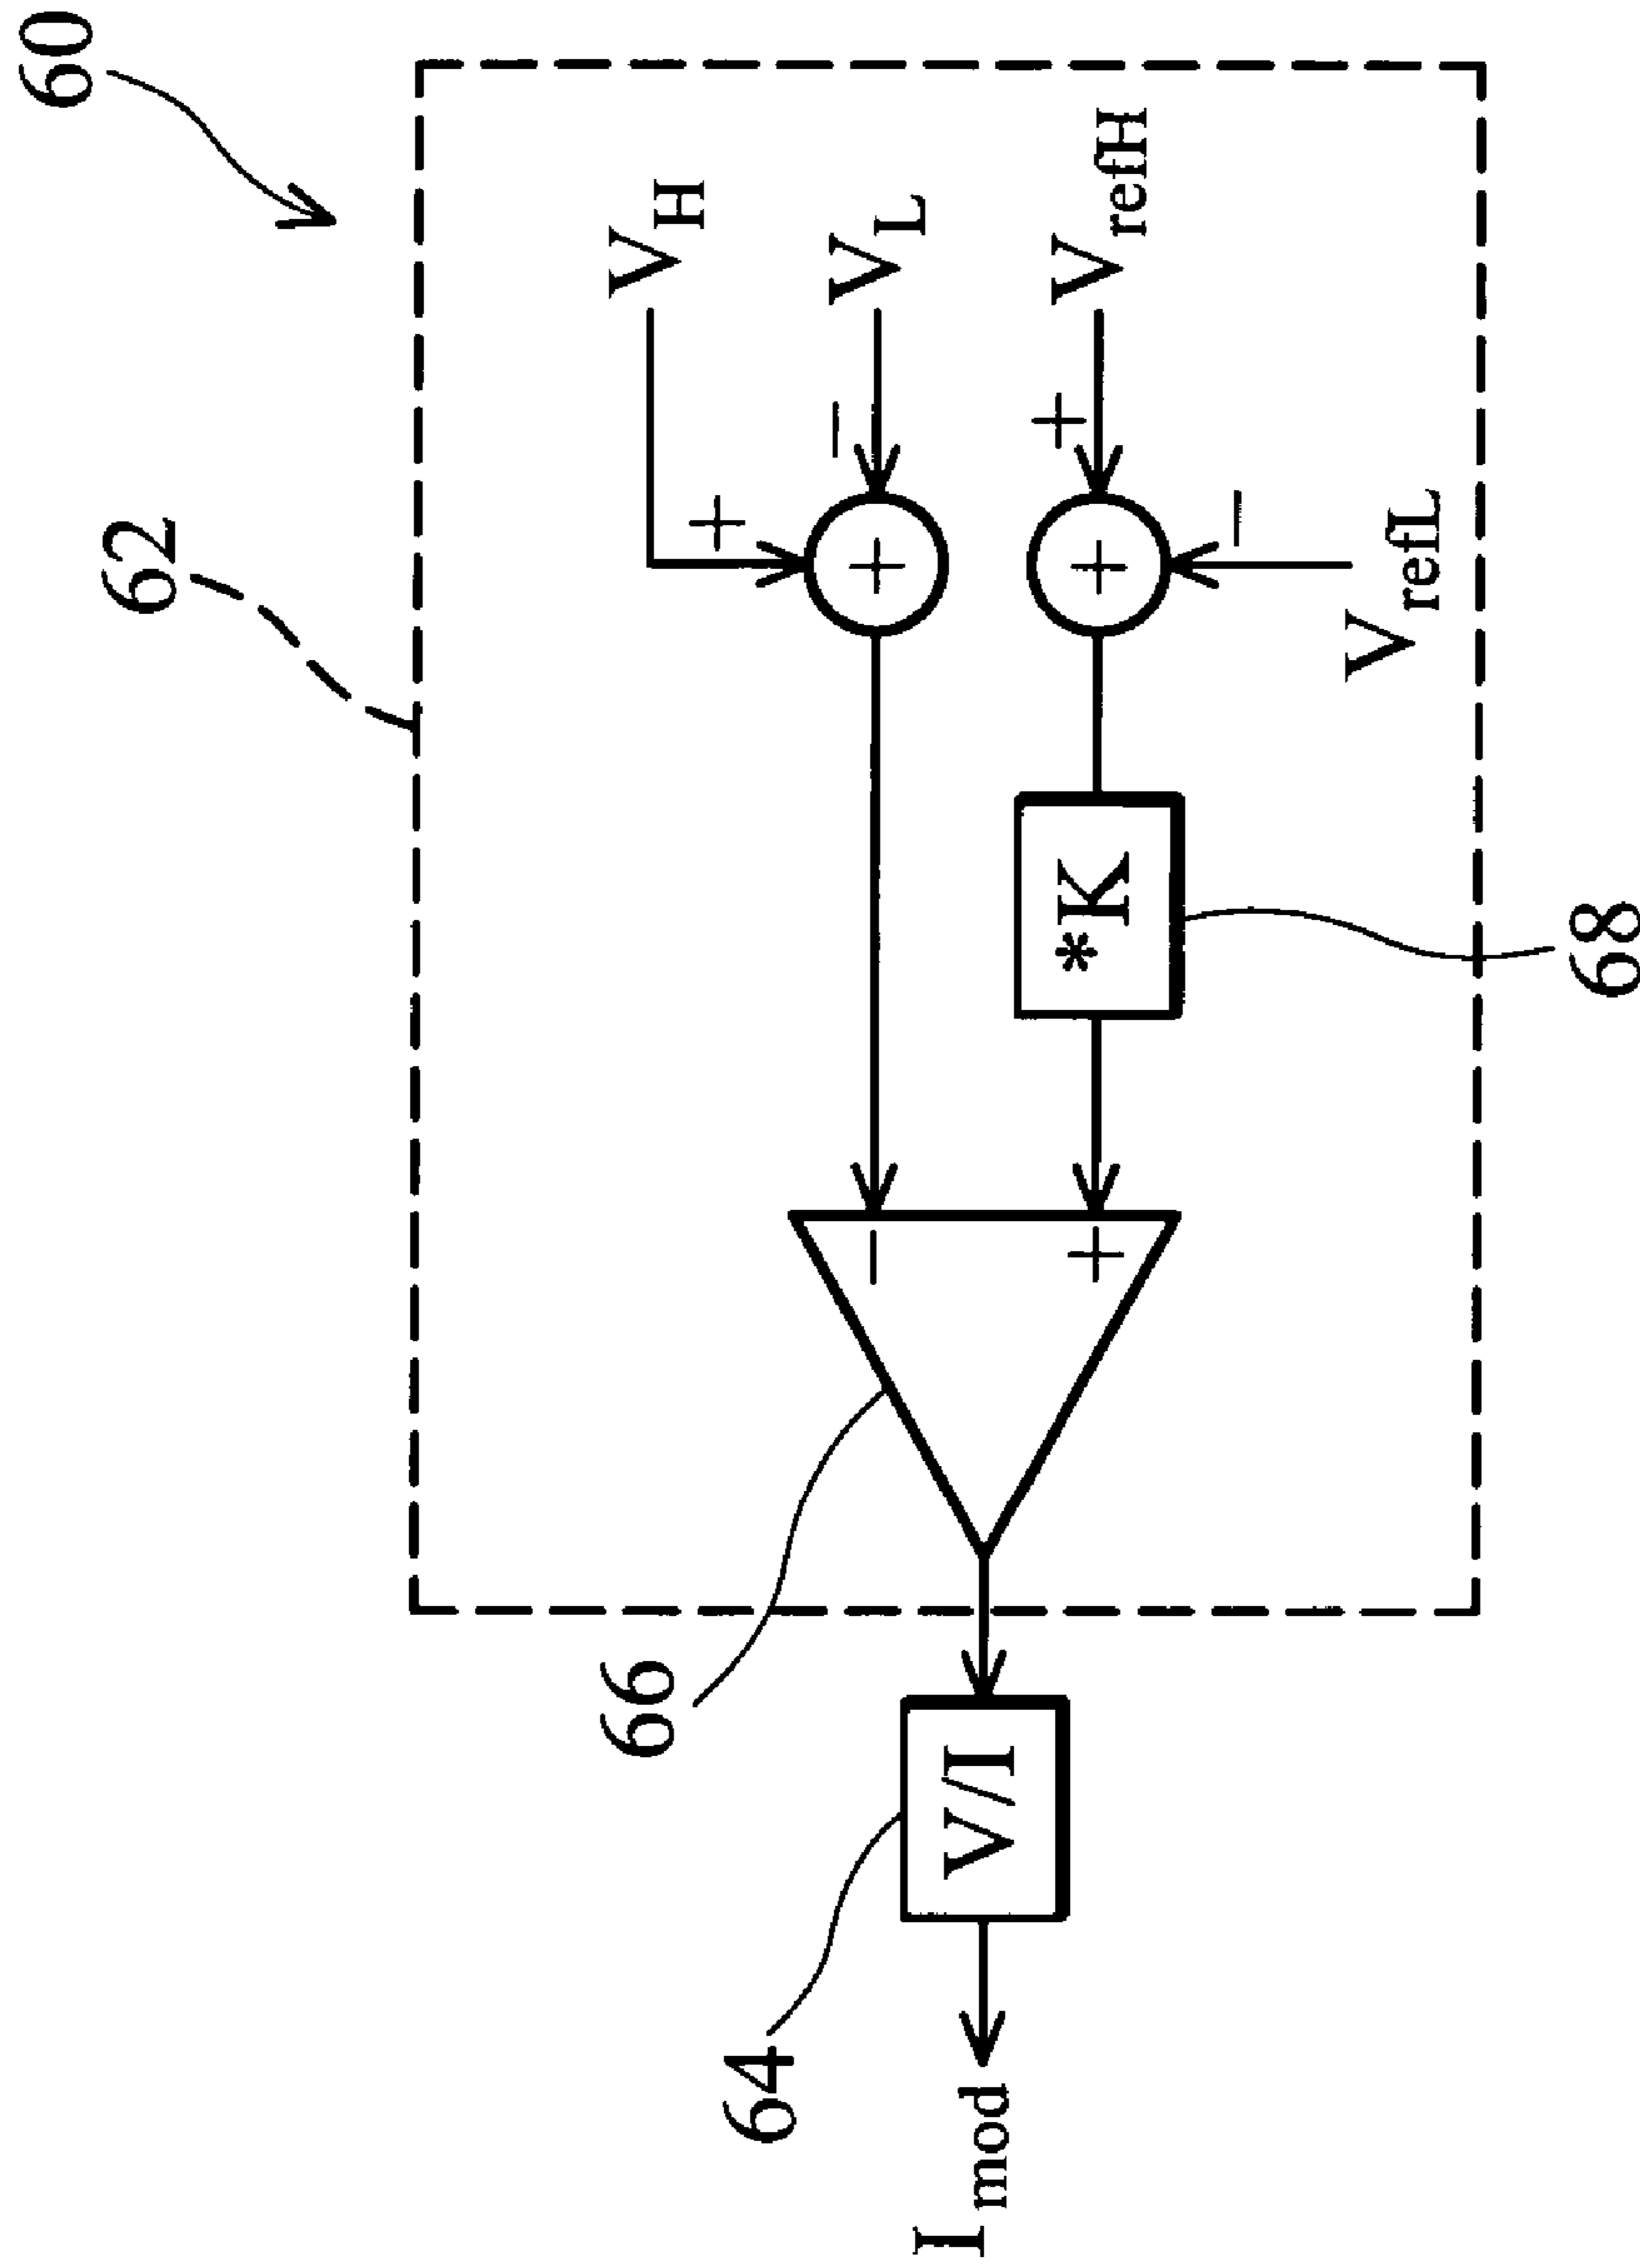 60
62
66
V_H
+
64
−
− + V_L
I_mod V/I
+
+ *K + V_refH
−
V_refL
68